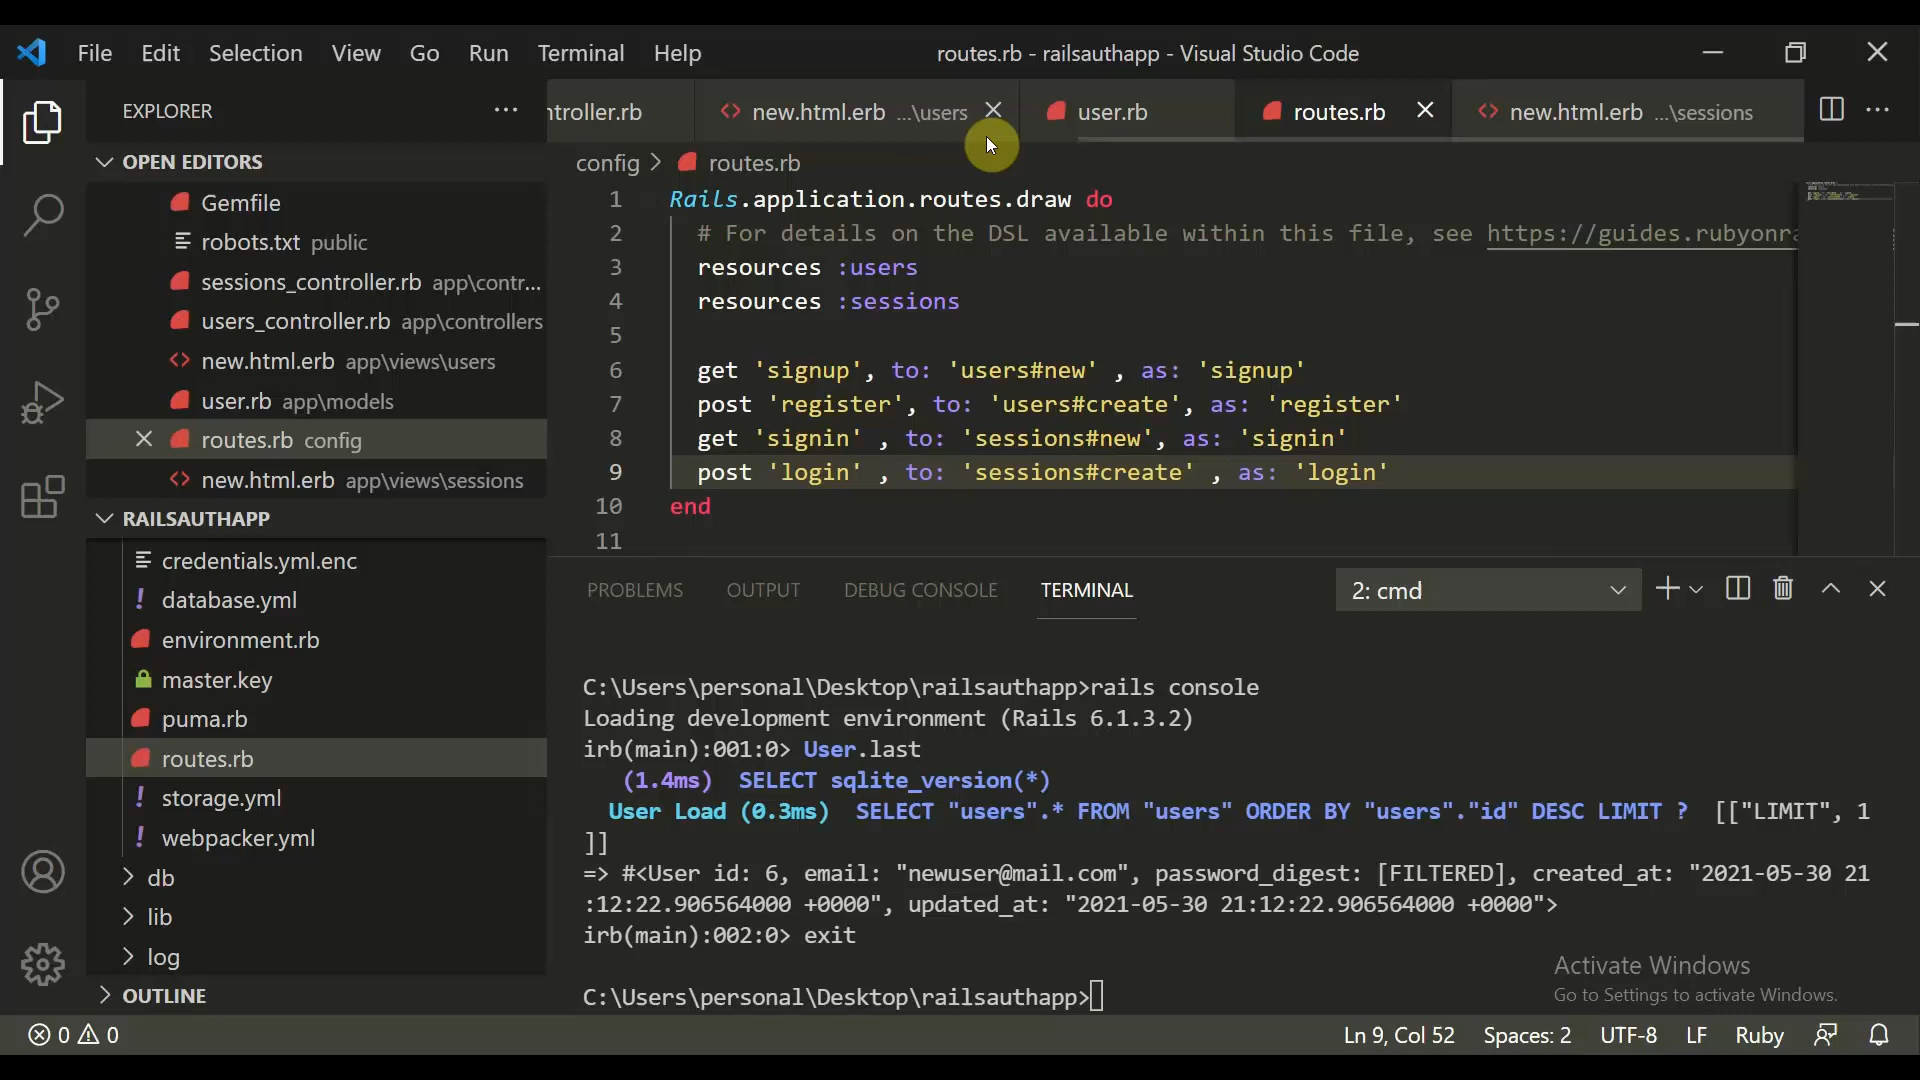 File Edit Selection View Go Run Terminal Help
routes.rb - railsauthapp - Visual Studio Code
EXPLORER
ntroller.rb
new.html.erb ...\users
user.rb
routes.rb
new.html.erb ...\sessions
OPEN EDITORS
Gemfile
robots.txt public
sessions_controller.rb app\contr...
users_controller.rb app\controllers
new.html.erb app\views\users
user.rb app\models
routes.rb config
new.html.erb app\views\sessions
RAILSAUTHAPP
credentials.yml.enc
database.yml
environment.rb
master.key
puma.rb
routes.rb
storage.yml
webpacker.yml
db
lib
log
OUTLINE
config > routes.rb
1 Rails.application.routes.draw do
2 # For details on the DSL available within this file, see https://guides.rubyonra
3 resources :users
4 resources :sessions
5
6 get 'signup', to: 'users#new' , as: 'signup'
7 post 'register', to: 'users#create', as: 'register'
8 get 'signin' , to: 'sessions#new', as: 'signin'
9 post 'login' , to: 'sessions#create' , as: 'login'
10 end
11
PROBLEMS OUTPUT DEBUG CONSOLE TERMINAL
2: cmd
C:\Users\personal\Desktop\railsauthapp>rails console
Loading development environment (Rails 6.1.3.2)
irb(main):001:0> User.last
(1.4ms) SELECT sqlite_version(*)
User Load (0.3ms) SELECT "users".* FROM "users" ORDER BY "users"."id" DESC LIMIT ? [["LIMIT", 1
]]
=> #<User id: 6, email: "newuser@mail.com", password_digest: [FILTERED], created_at: "2021-05-30 21
:12:22.906564000 +0000", updated_at: "2021-05-30 21:12:22.906564000 +0000">
irb(main):002:0> exit
C:\Users\personal\Desktop\railsauthapp>
Activate Windows
Go to Settings to activate Windows.
0 0
Ln 9, Col 52 Spaces: 2 UTF-8 LF Ruby